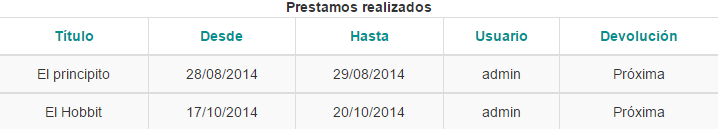 Prestamos realizados
Título Desde Hasta Usuario Devolución
El principito 28/08/2014 29/08/2014 admin Próxima
El Hobbit 17/10/2014 20/10/2014 admin Próxima